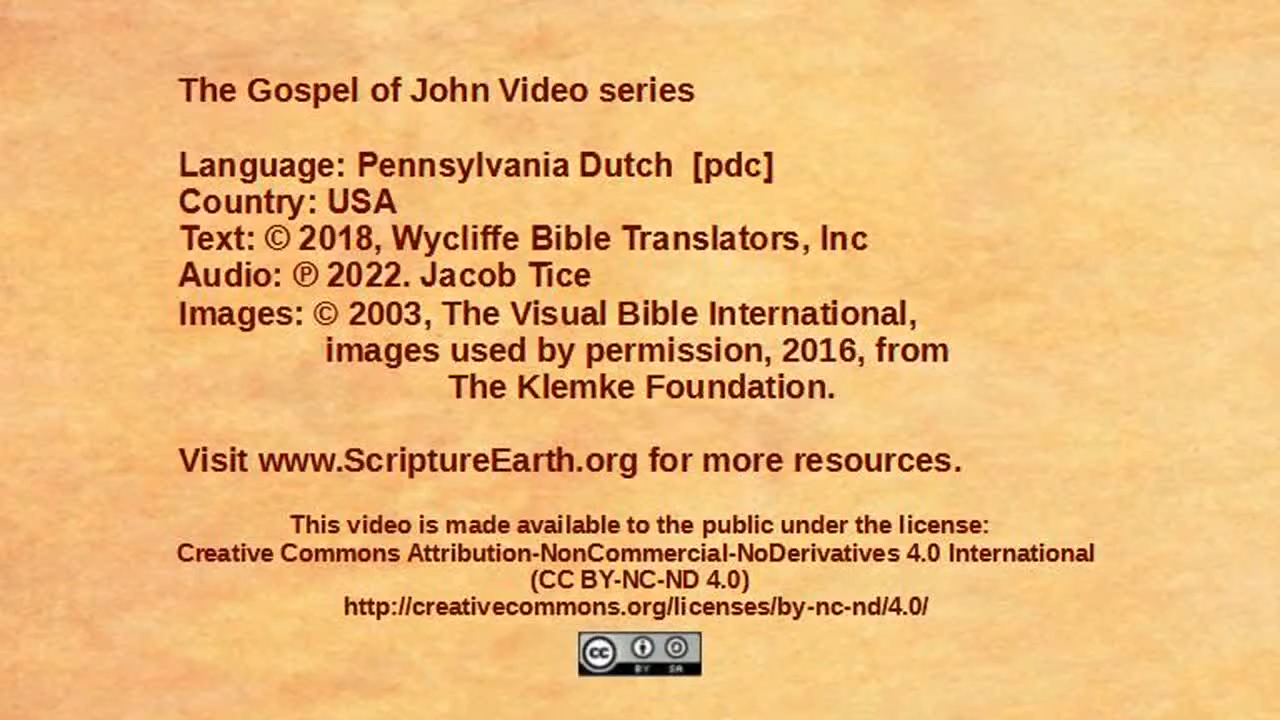 The Gospel of John Video series
Language: Pennsylvania Dutch [pdc]
Country: USA
Text: © 2018, Wycliffe Bible Translators, Inc
Audio: ℗ 2022. Jacob Tice
Images: © 2003, The Visual Bible International,
images used by permission, 2016, from
The Klemke Foundation.
Visit www.ScriptureEarth.org for more resources.
This video is made available to the public under the license:
Creative Commons Attribution-NonCommercial-NoDerivatives 4.0 International
(CC BY-NC-ND 4.0)
http://creativecommons.org/licenses/by-nc-nd/4.0/
cc BY SA